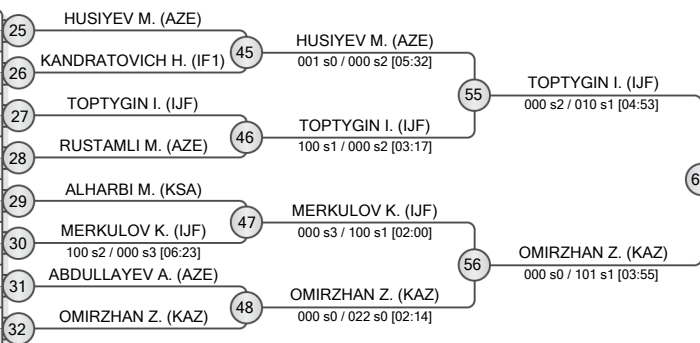 25
HUSIYEV M. (AZE)
26
KANDRATOVICH H. (IF1)
27
TOPTYGIN I. (IJF)
28
RUSTAMLI M. (AZE)
29
ALHARBI M. (KSA)
30
MERKULOV K. (IJF)
100 s2 / 000 s3 [06:23]
31
ABDULLAYEV A. (AZE)
32
OMIRZHAN Z. (KAZ)
45
HUSIYEV M. (AZE)
001 s0 / 000 s2 [05:32]
46
TOPTYGIN I. (IJF)
100 s1 / 000 s2 [03:17]
47
MERKULOV K. (IJF)
000 s3 / 100 s1 [02:00]
48
OMIRZHAN Z. (KAZ)
000 s0 / 022 s0 [02:14]
55
TOPTYGIN I. (IJF)
000 s2 / 010 s1 [04:53]
56
OMIRZHAN Z. (KAZ)
000 s0 / 101 s1 [03:55]